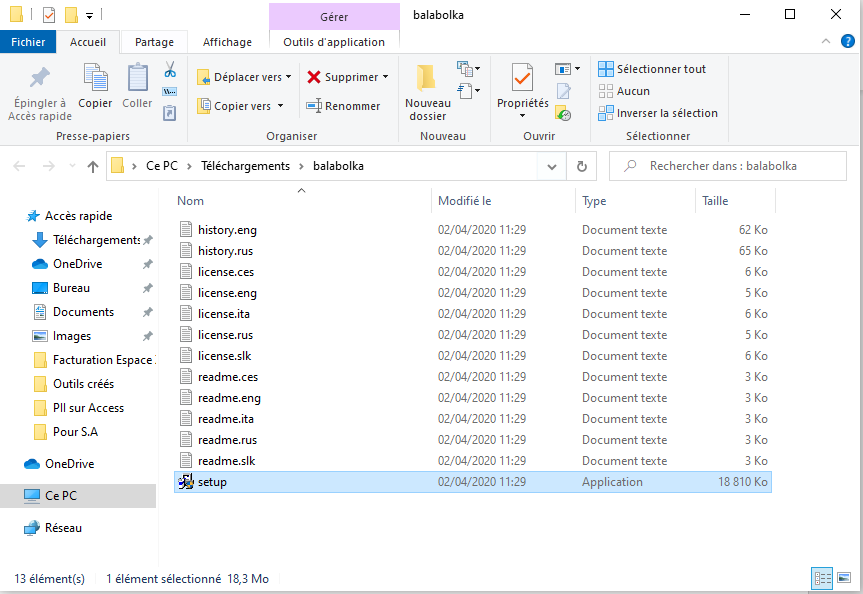 Gérer
balabolka
Fichier
Accueil
Partage
Affichage
Outils d'application
Épingler à
Accès rapide
Copier
Coller
Presse-papiers
Déplacer vers
Copier vers
Supprimer
Renommer
Organiser
Nouveau
dossier
Nouveau
Propriétés
Ouvrir
Sélectionner tout
Aucun
Inverser la sélection
Sélectionner
Ce PC > Téléchargements > balabolka
Rechercher dans : balabolka
Accès rapide
Téléchargements
OneDrive
Bureau
Documents
Images
Facturation Espace
Outils créés
PII sur Access
Pour S.A
OneDrive
Ce PC
Réseau
Nom Modifié le Type Taille
history.eng 02/04/2020 11:29 Document texte 62 Ko
history.rus 02/04/2020 11:29 Document texte 65 Ko
license.ces 02/04/2020 11:29 Document texte 6 Ko
license.eng 02/04/2020 11:29 Document texte 5 Ko
license.ita 02/04/2020 11:29 Document texte 6 Ko
license.rus 02/04/2020 11:29 Document texte 5 Ko
license.slk 02/04/2020 11:29 Document texte 6 Ko
readme.ces 02/04/2020 11:29 Document texte 3 Ko
readme.eng 02/04/2020 11:29 Document texte 3 Ko
readme.ita 02/04/2020 11:29 Document texte 3 Ko
readme.rus 02/04/2020 11:29 Document texte 3 Ko
readme.slk 02/04/2020 11:29 Document texte 3 Ko
setup 02/04/2020 11:29 Application 18 810 Ko
13 élément(s) 1 élément sélectionné 18,3 Mo